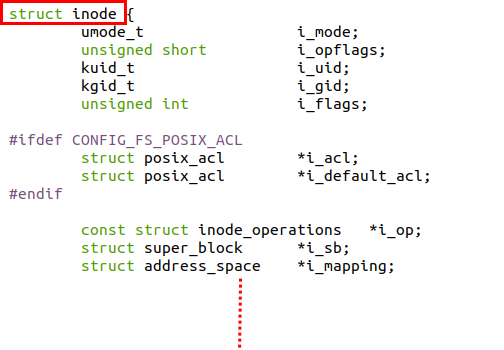 struct inode {
umode_t i_mode;
unsigned short i_opflags;
kuid_t i_uid;
kgid_t i_gid;
unsigned int i_flags;
#ifdef CONFIG_FS_POSIX_ACL
struct posix_acl *i_acl;
struct posix_acl *i_default_acl;
#endif
const struct inode_operations *i_op;
struct super_block *i_sb;
struct address_space *i_mapping;